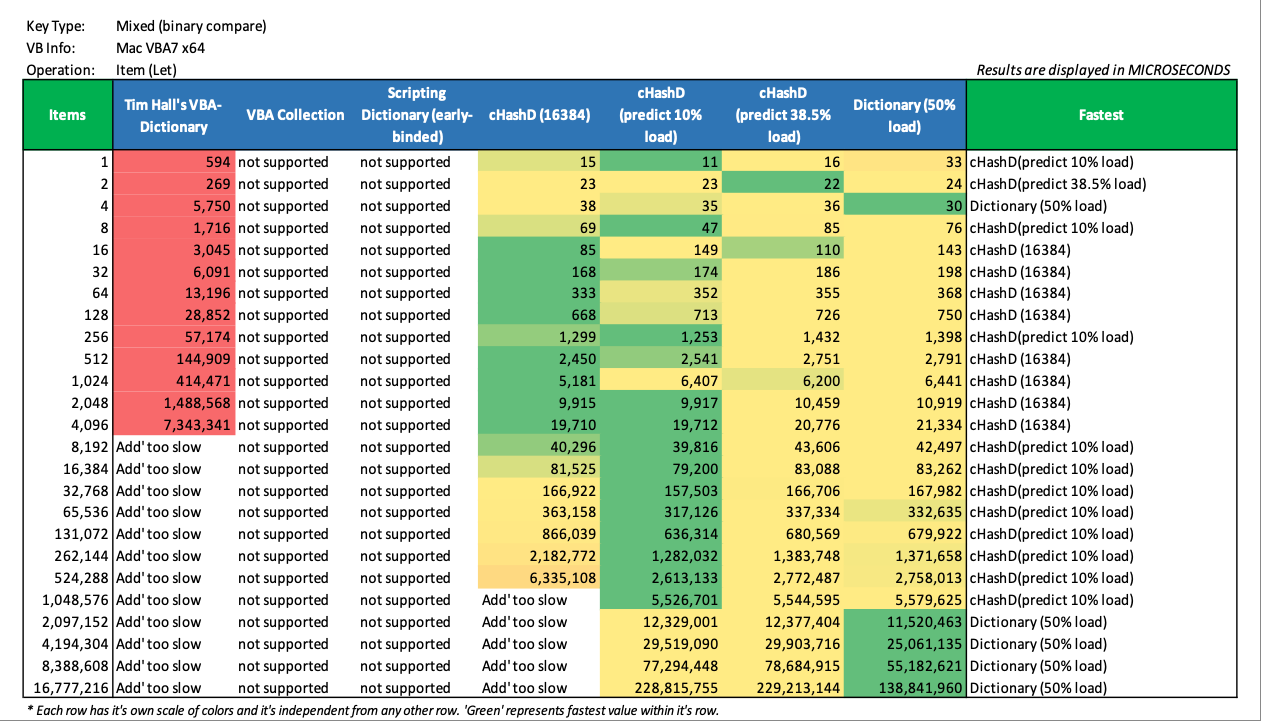 Key Type: Mixed (binary compare)
VB Info: Mac VBA7 x64
Operation: Item (Let)
Results are displayed in MICROSECONDS
Items Tim Hall's VBA-Dictionary VBA Collection Scripting Dictionary (early-binded) cHashD (16384) cHashD (predict 10% load) cHashD (predict 38.5% load) Dictionary (50% load) Fastest
1 594 not supported not supported 15 11 16 33 cHashD(predict 10% load)
2 269 not supported not supported 23 23 22 24 cHashD(predict 38.5% load)
4 5,750 not supported not supported 38 35 36 30 Dictionary (50% load)
8 1,716 not supported not supported 69 47 85 76 cHashD(predict 10% load)
16 3,045 not supported not supported 85 149 110 143 cHashD (16384)
32 6,091 not supported not supported 168 174 186 198 cHashD (16384)
64 13,196 not supported not supported 333 352 355 368 cHashD (16384)
128 28,852 not supported not supported 668 713 726 750 cHashD (16384)
256 57,174 not supported not supported 1,299 1,253 1,432 1,398 cHashD(predict 10% load)
512 144,909 not supported not supported 2,450 2,541 2,751 2,791 cHashD (16384)
1,024 414,471 not supported not supported 5,181 6,407 6,200 6,441 cHashD (16384)
2,048 1,488,568 not supported not supported 9,915 9,917 10,459 10,919 cHashD (16384)
4,096 7,343,341 not supported not supported 19,710 19,712 20,776 21,334 cHashD (16384)
8,192 Add' too slow not supported not supported 40,296 39,816 43,606 42,497 cHashD(predict 10% load)
16,384 Add' too slow not supported not supported 81,525 79,200 83,088 83,262 cHashD(predict 10% load)
32,768 Add' too slow not supported not supported 166,922 157,503 166,706 167,982 cHashD(predict 10% load)
65,536 Add' too slow not supported not supported 363,158 317,126 337,334 332,635 cHashD(predict 10% load)
131,072 Add' too slow not supported not supported 866,039 636,314 680,569 679,922 cHashD(predict 10% load)
262,144 Add' too slow not supported not supported 2,182,772 1,282,032 1,383,748 1,371,658 cHashD(predict 10% load)
524,288 Add' too slow not supported not supported 6,335,108 2,613,133 2,772,487 2,758,013 cHashD(predict 10% load)
1,048,576 Add' too slow not supported not supported Add' too slow 5,526,701 5,544,595 5,579,625 cHashD(predict 10% load)
2,097,152 Add' too slow not supported not supported Add' too slow 12,329,001 12,377,404 11,520,463 Dictionary (50% load)
4,194,304 Add' too slow not supported not supported Add' too slow 29,519,090 29,903,716 25,061,135 Dictionary (50% load)
8,388,608 Add' too slow not supported not supported Add' too slow 77,294,448 78,684,915 55,182,621 Dictionary (50% load)
16,777,216 Add' too slow not supported not supported Add' too slow 228,815,755 229,213,144 138,841,960 Dictionary (50% load)
* Each row has it's own scale of colors and it's independent from any other row. 'Green' represents fastest value within it's row.